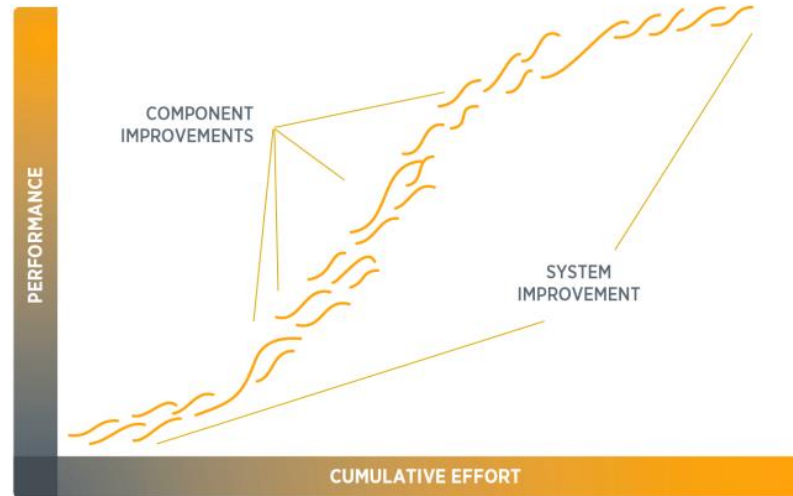 COMPONENT
IMPROVEMENTS
PERFORMANCE
SYSTEM
IMPROVEMENT
CUMULATIVE EFFORT